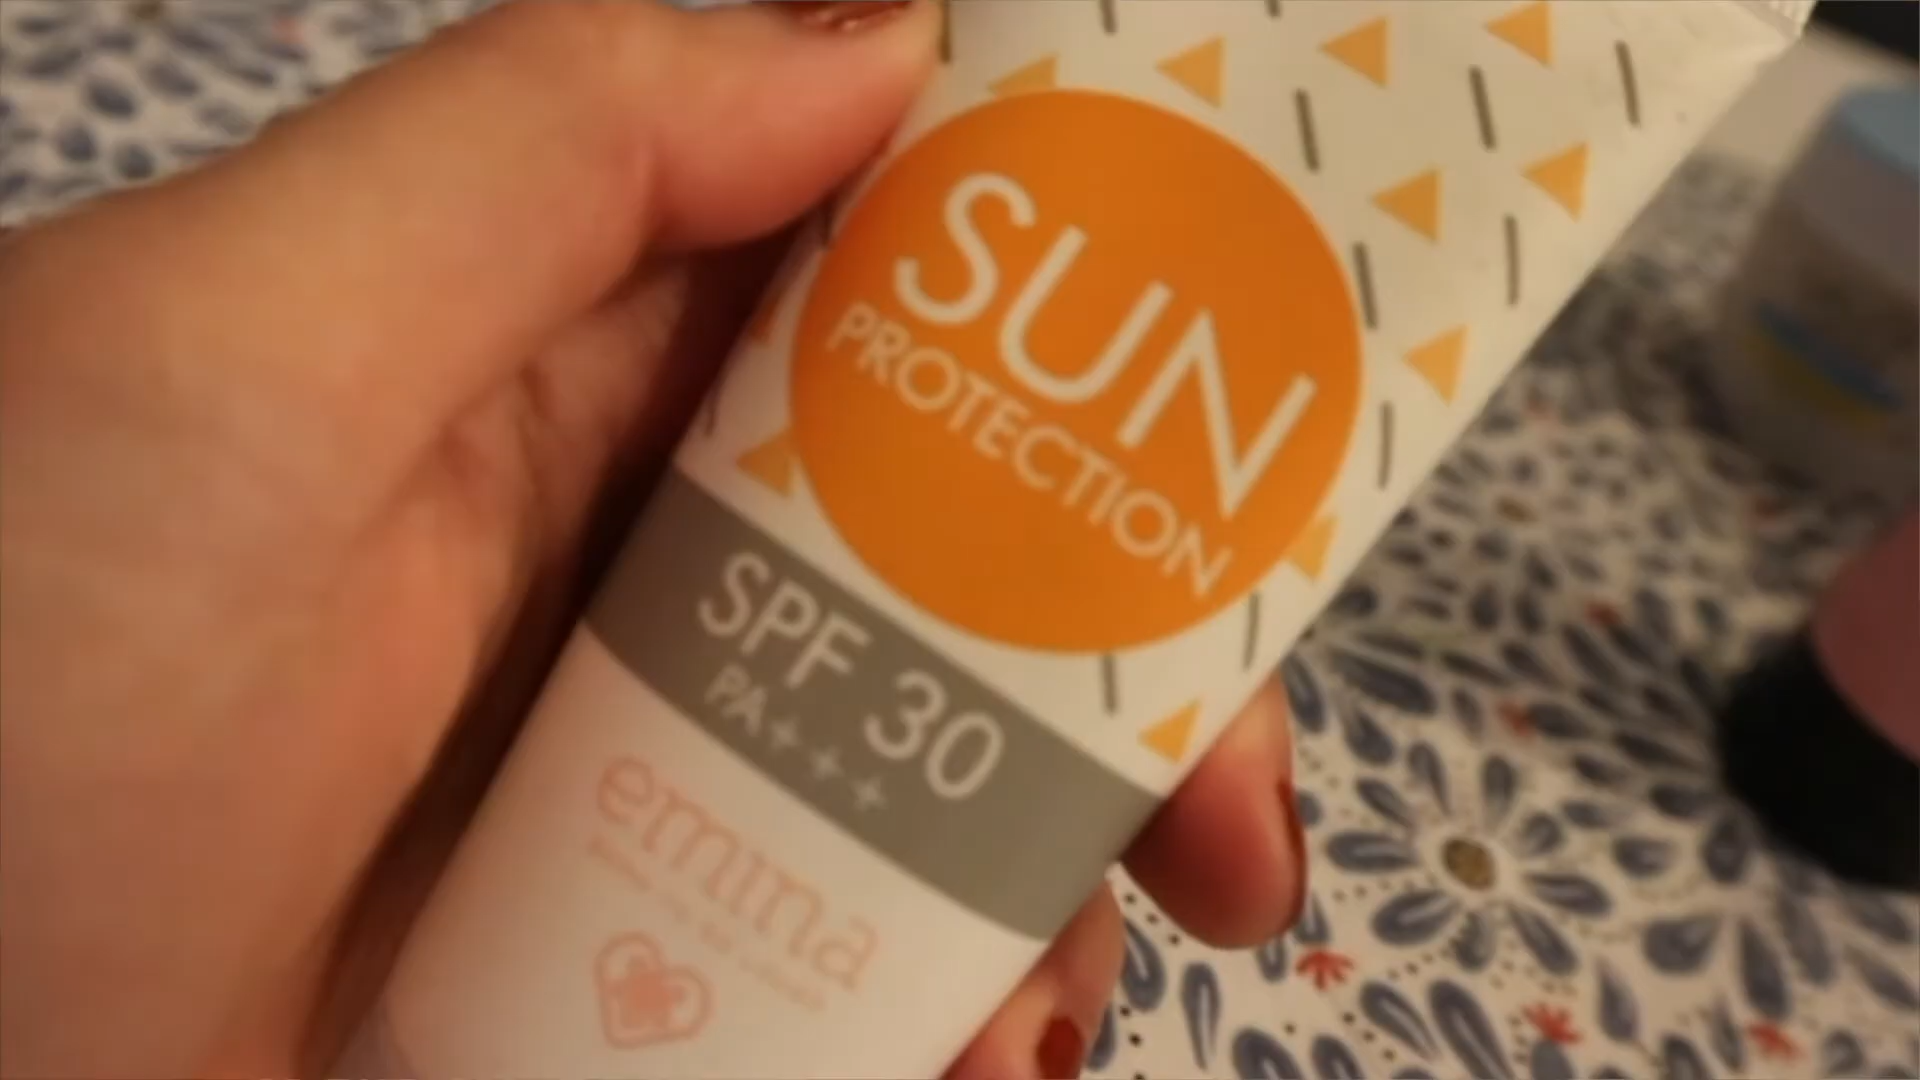 SUN
PROTECTION
SPF 30
PA+++
emina